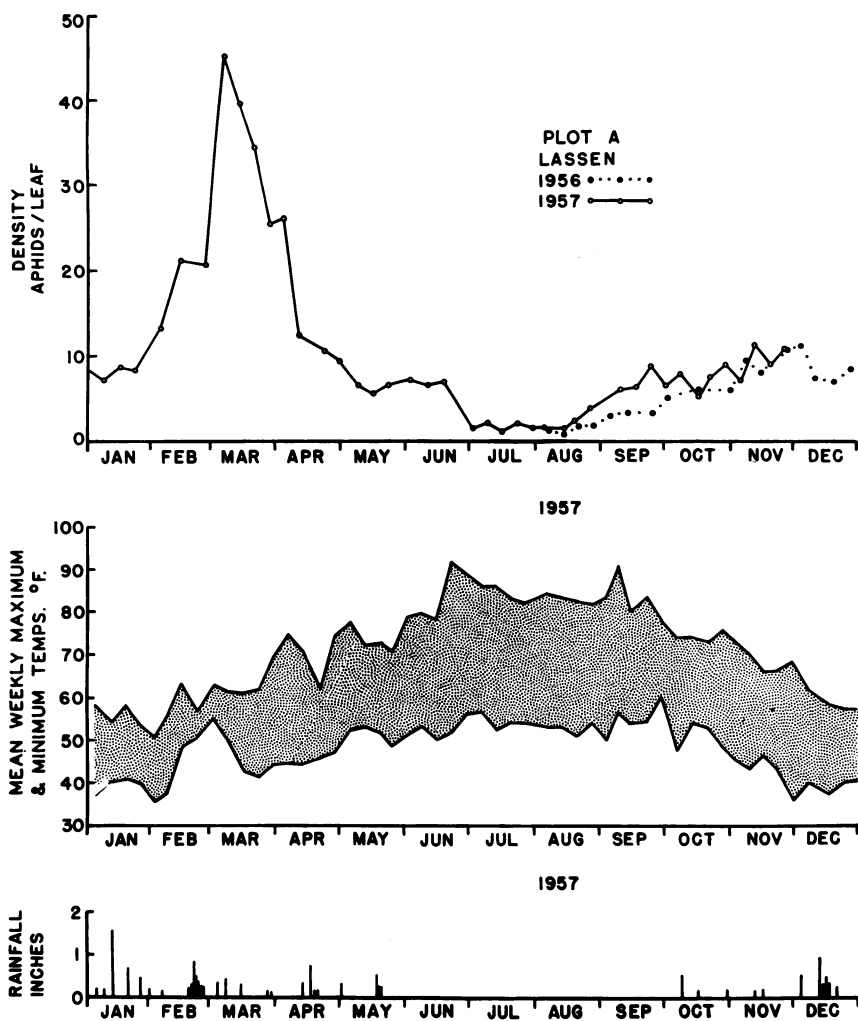 50
40
30
20
10
0
DENSITY
APHIDS/LEAF
PLOT A
LASSEN
1956
1957
JAN FEB MAR APR MAY JUN JUL AUG SEP OCT NOV DEC
1957
100
90
80
70
60
50
40
30
MEAN WEEKLY MAXIMUM
& MINIMUM TEMPS. °F.
JAN FEB MAR APR MAY JUN JUL AUG SEP OCT NOV DEC
1957
2
1
0
RAINFALL
INCHES
JAN FEB MAR APR MAY JUN JUL AUG SEP OCT NOV DEC